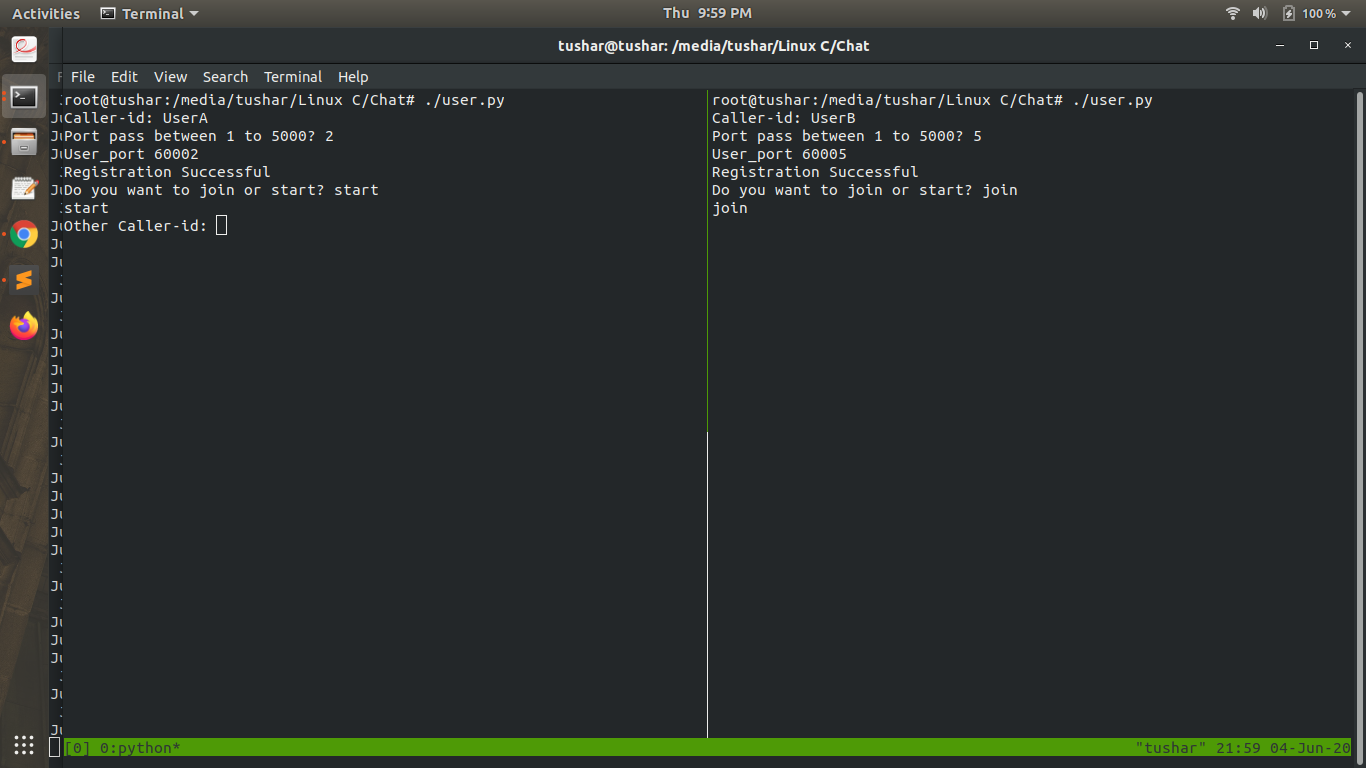 Activities Terminal Thu 9:59 PM 100%
tushar@tushar: /media/tushar/Linux C/Chat
File Edit View Search Terminal Help
root@tushar:/media/tushar/Linux C/Chat# ./user.py
Caller-id: UserA
Port pass between 1 to 5000? 2
User_port 60002
Registration Successful
Do you want to join or start? start
start
Other Caller-id:
root@tushar:/media/tushar/Linux C/Chat# ./user.py
Caller-id: UserB
Port pass between 1 to 5000? 5
User_port 60005
Registration Successful
Do you want to join or start? join
join
[0] 0:python* "tushar" 21:59 04-Jun-20